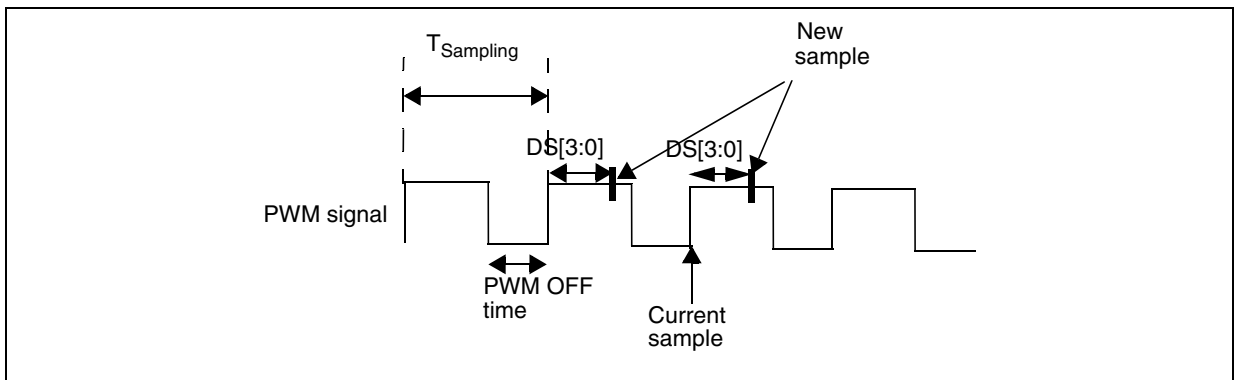 New
sample
TSampling
DS[3:0]
DS[3:0]
PWM signal
PWM OFF
time
Current
sample